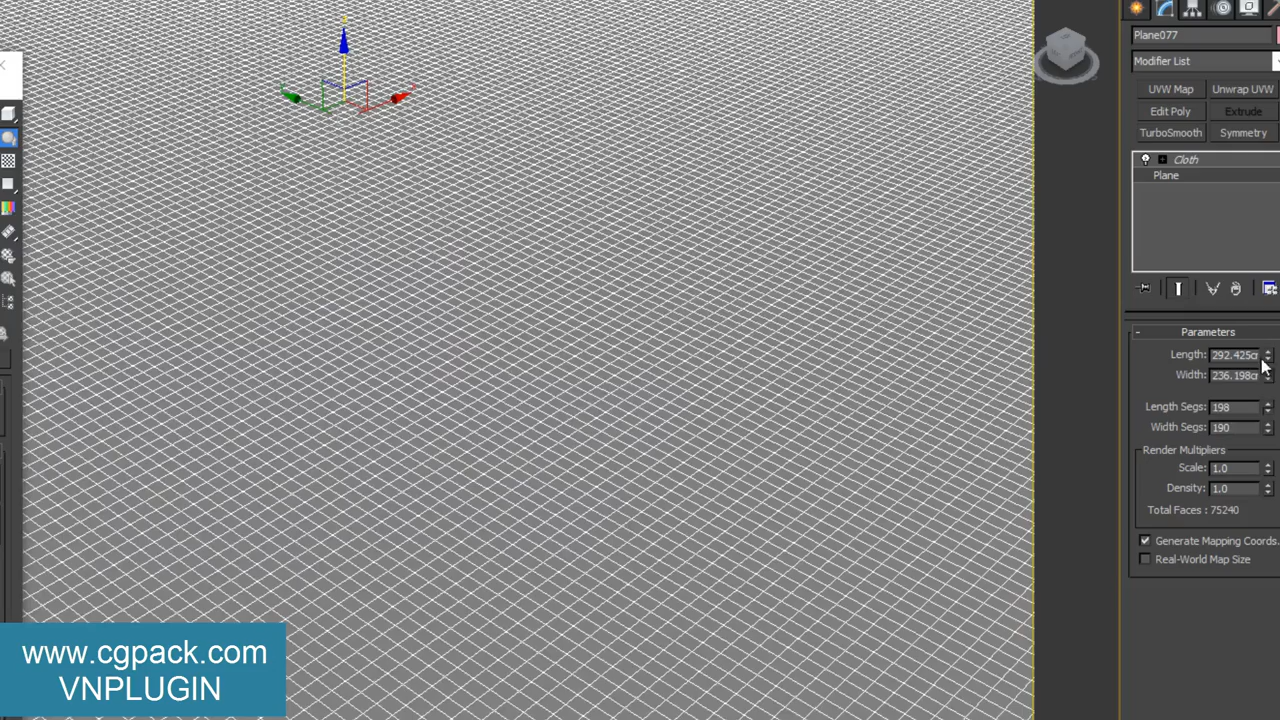 Plane077
Modifier List
UVW Map
Unwrap UVW
Edit Poly
Extrude
TurboSmooth
Symmetry
Cloth
Plane
Parameters
Length: 292.425c
Width: 236.198c
Length Segs: 198
Width Segs: 190
Render Multipliers
Scale: 1.0
Density: 1.0
Total Faces : 75240
Generate Mapping Coords.
Real-World Map Size
www.cgpack.com
VNPLUGIN